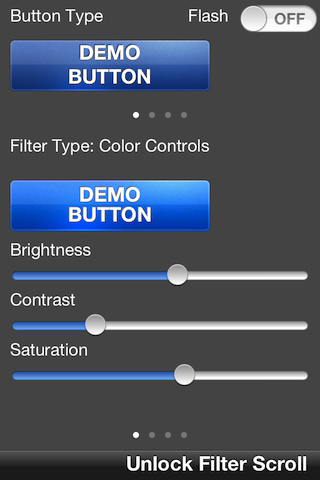 Button Type Flash OFF
DEMO
BUTTON
Filter Type: Color Controls
DEMO
BUTTON
Brightness
Contrast
Saturation
Unlock Filter Scroll